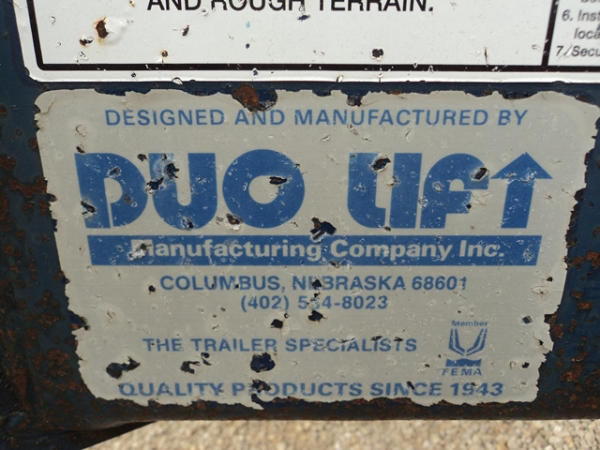 AND ROUGH TERRAIN.
6. Inst
loca
7. Secu
DESIGNED AND MANUFACTURED BY
DUO LIFT
Manufacturing Company Inc.
COLUMBUS, NEBRASKA 68601
(402) 564-8023
THE TRAILER SPECIALISTS
Member
FEMA
QUALITY PRODUCTS SINCE 1943